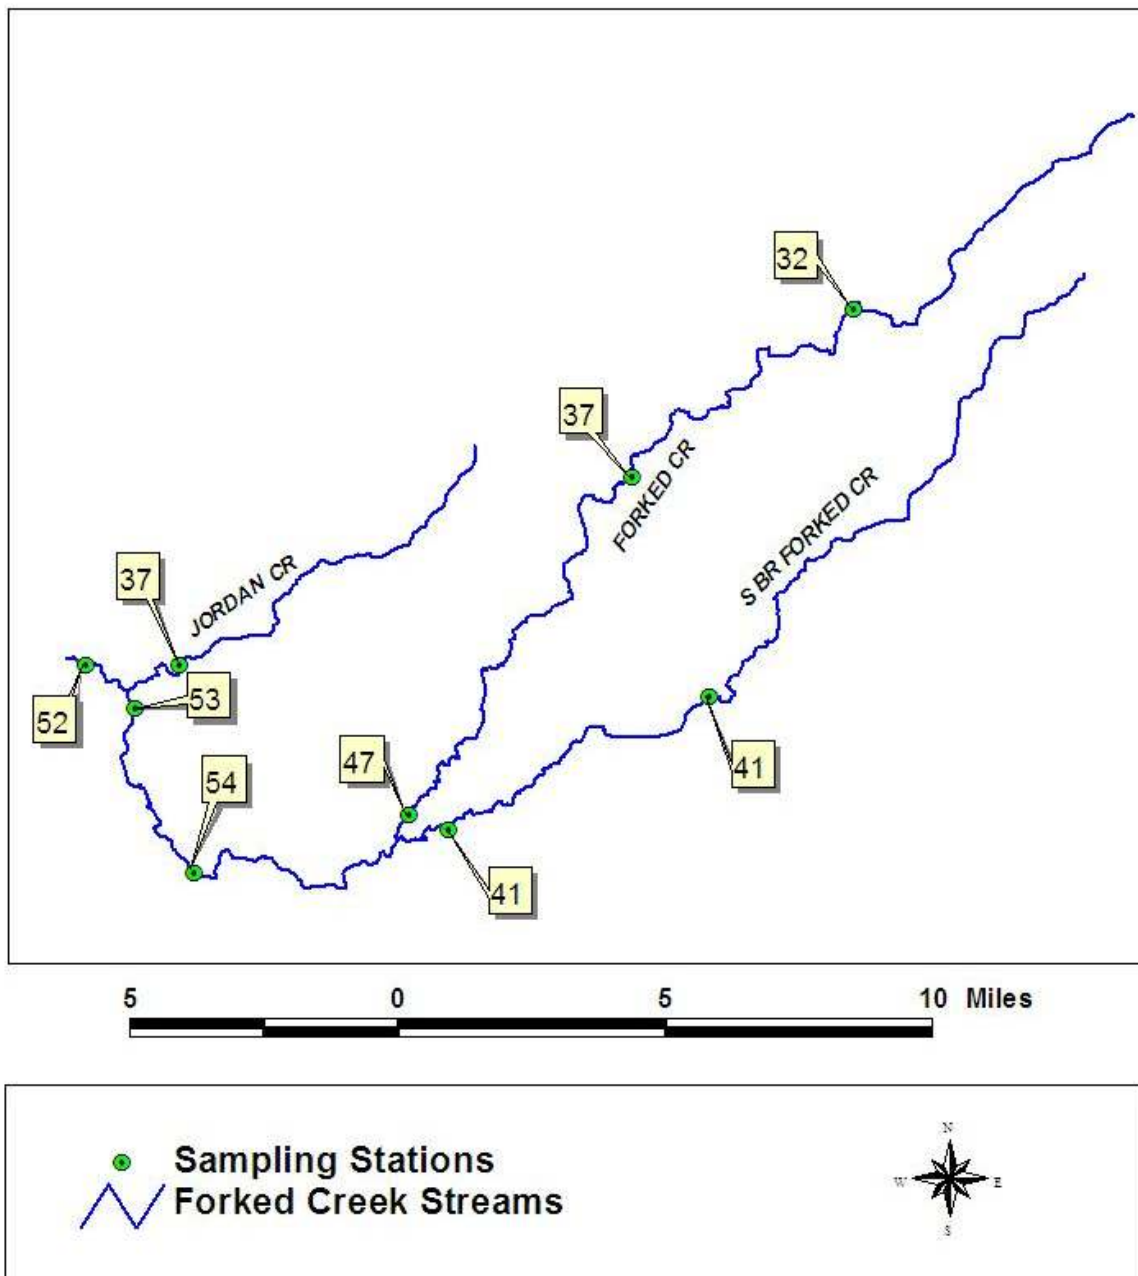 32
37
FORKED CR
S BR FORKED CR
JORDAN CR
37
53
52
47
54
41
41
5 0 5 10 Miles
N
Sampling Stations
W E
Forked Creek Streams
S